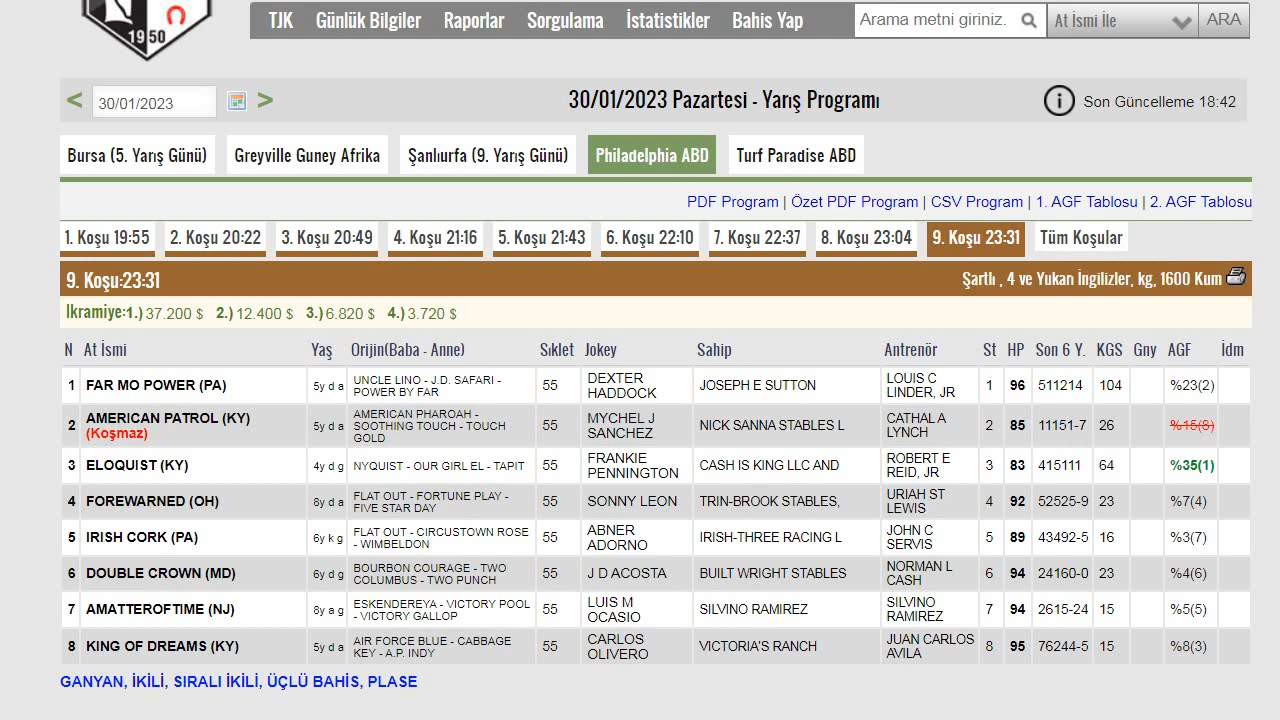 1950
TJK Günlük Bilgiler Raporlar Sorgulama İstatistikler Bahis Yap Arama metni giriniz. At İsmi İle ARA
< 30/01/2023 > 30/01/2023 Pazartesi - Yarış Programı Son Güncelleme 18:42
Bursa (5. Yarış Günü) Greyville Guney Afrika Şanlıurfa (9. Yarış Günü) Philadelphia ABD Turf Paradise ABD
PDF Program | Özet PDF Program | CSV Program | 1. AGF Tablosu | 2. AGF Tablosu
1. Koşu 19:55 2. Koşu 20:22 3. Koşu 20:49 4. Koşu 21:16 5. Koşu 21:43 6. Koşu 22:10 7. Koşu 22:37 8. Koşu 23:04 9. Koşu 23:31 Tüm Koşular
9. Koşu:23:31 Şartlı , 4 ve Yukarı İngilizler, kg, 1600 Kum
Ikramiye:1.) 37.200 $ 2.) 12.400 $ 3.) 6.820 $ 4.) 3.720 $
N At İsmi Yaş Orijin(Baba - Anne) Sıklet Jokey Sahip Antrenör St HP Son 6 Y. KGS Gny AGF İdm
1 FAR MO POWER (PA) 5y d a UNCLE LINO - J.D. SAFARI - POWER BY FAR 55 DEXTER HADDOCK JOSEPH E SUTTON LOUIS C LINDER, JR 1 96 511214 104 %23(2)
2 AMERICAN PATROL (KY) (Koşmaz) 5y d a AMERICAN PHAROAH - SOOTHING TOUCH - TOUCH GOLD 55 MYCHEL J SANCHEZ NICK SANNA STABLES L CATHAL A LYNCH 2 85 11151-7 26 %15(8)
3 ELOQUIST (KY) 4y d g NYQUIST - OUR GIRL EL - TAPIT 55 FRANKIE PENNINGTON CASH IS KING LLC AND ROBERT E REID, JR 3 83 415111 64 %35(1)
4 FOREWARNED (OH) 8y d a FLAT OUT - FORTUNE PLAY - FIVE STAR DAY 55 SONNY LEON TRIN-BROOK STABLES, URIAH ST LEWIS 4 92 52525-9 23 %7(4)
5 IRISH CORK (PA) 6y k g FLAT OUT - CIRCUSTOWN ROSE - WIMBELDON 55 ABNER ADORNO IRISH-THREE RACING L JOHN C SERVIS 5 89 43492-5 16 %3(7)
6 DOUBLE CROWN (MD) 6y d g BOURBON COURAGE - TWO COLUMBUS - TWO PUNCH 55 J D ACOSTA BUILT WRIGHT STABLES NORMAN L CASH 6 94 24160-0 23 %4(6)
7 AMATTEROFTIME (NJ) 8y a g ESKENDEREYA - VICTORY POOL - VICTORY GALLOP 55 LUIS M OCASIO SILVINO RAMIREZ SILVINO RAMIREZ 7 94 2615-24 15 %5(5)
8 KING OF DREAMS (KY) 5y d a AIR FORCE BLUE - CABBAGE KEY - A.P. INDY 55 CARLOS OLIVERO VICTORIA'S RANCH JUAN CARLOS AVILA 8 95 76244-5 15 %8(3)
GANYAN, İKİLİ, SIRALI İKİLİ, ÜÇLÜ BAHİS, PLASE